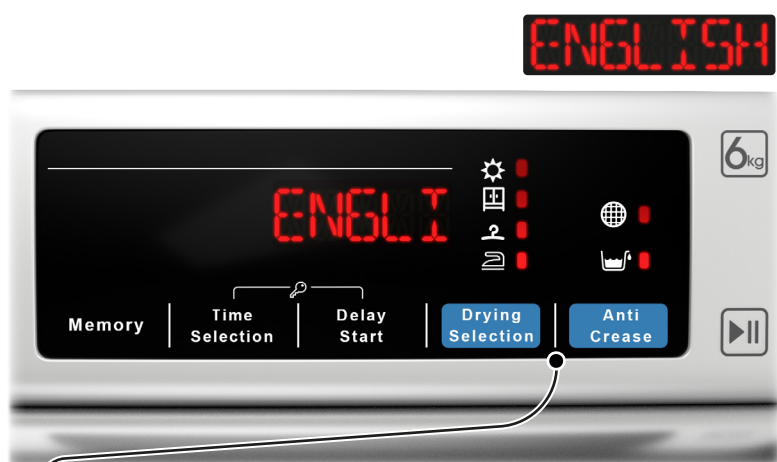 ENGLISH
6kg
ENGLI
Memory
Time
Selection
Delay
Start
Drying
Selection
Anti
Crease